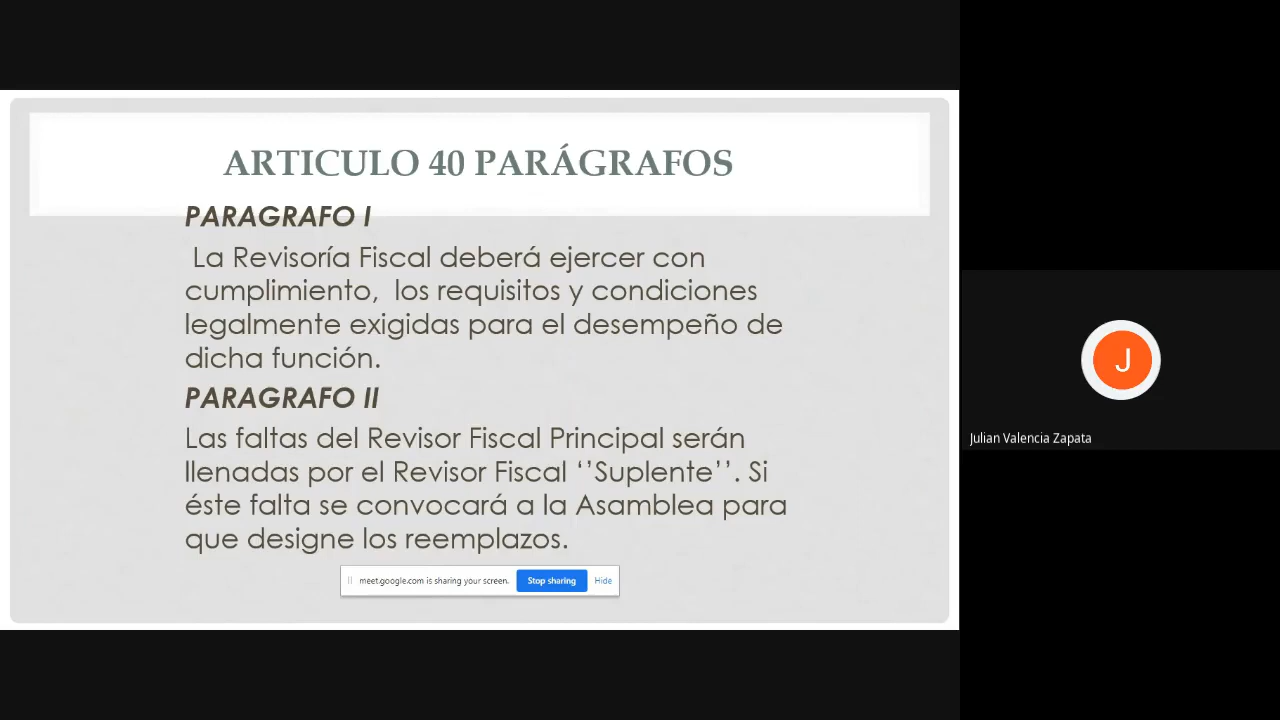 ARTICULO 40 PARÁGRAFOS
PARAGRAFO I
La Revisoría Fiscal deberá ejercer con
cumplimiento, los requisitos y condiciones
legalmente exigidas para el desempeño de
dicha función.
PARAGRAFO II
Las faltas del Revisor Fiscal Principal serán
llenadas por el Revisor Fiscal ‘’Suplente’’. Si
éste falta se convocará a la Asamblea para
que designe los reemplazos.
meet.google.com is sharing your screen. Stop sharing Hide
J
Julian Valencia Zapata